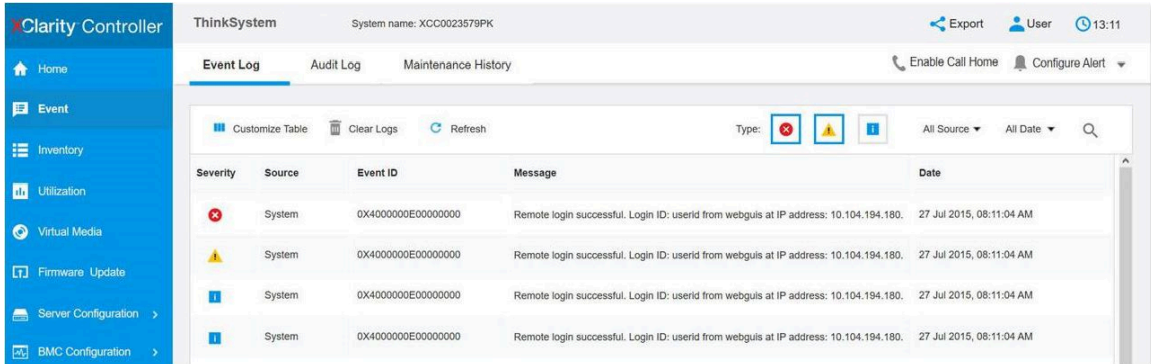 XClarity Controller
ThinkSystem System name: XCC0023579PK Export User 13:11
Home
Event Log Audit Log Maintenance History Enable Call Home Configure Alert
Event
Customize Table Clear Logs Refresh Type: All Source All Date
Inventory
Severity Source Event ID Message Date
Utilization
System 0X4000000E00000000 Remote login successful. Login ID: userid from webguis at IP address: 10.104.194.180. 27 Jul 2015, 08:11:04 AM
Virtual Media
System 0X4000000E00000000 Remote login successful. Login ID: userid from webguis at IP address: 10.104.194.180. 27 Jul 2015, 08:11:04 AM
Firmware Update
System 0X4000000E00000000 Remote login successful. Login ID: userid from webguis at IP address: 10.104.194.180. 27 Jul 2015, 08:11:04 AM
Server Configuration
System 0X4000000E00000000 Remote login successful. Login ID: userid from webguis at IP address: 10.104.194.180. 27 Jul 2015, 08:11:04 AM
BMC Configuration